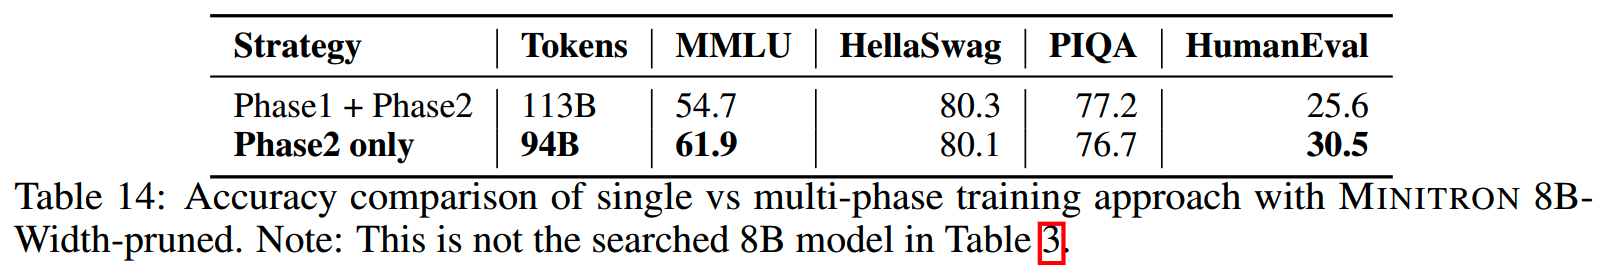 Strategy Tokens MMLU HellaSwag PIQA HumanEval
Phase1 + Phase2 113B 54.7 80.3 77.2 25.6
Phase2 only 94B 61.9 80.1 76.7 30.5
Table 14: Accuracy comparison of single vs multi-phase training approach with MINITRON 8B-
Width-pruned. Note: This is not the searched 8B model in Table 3.